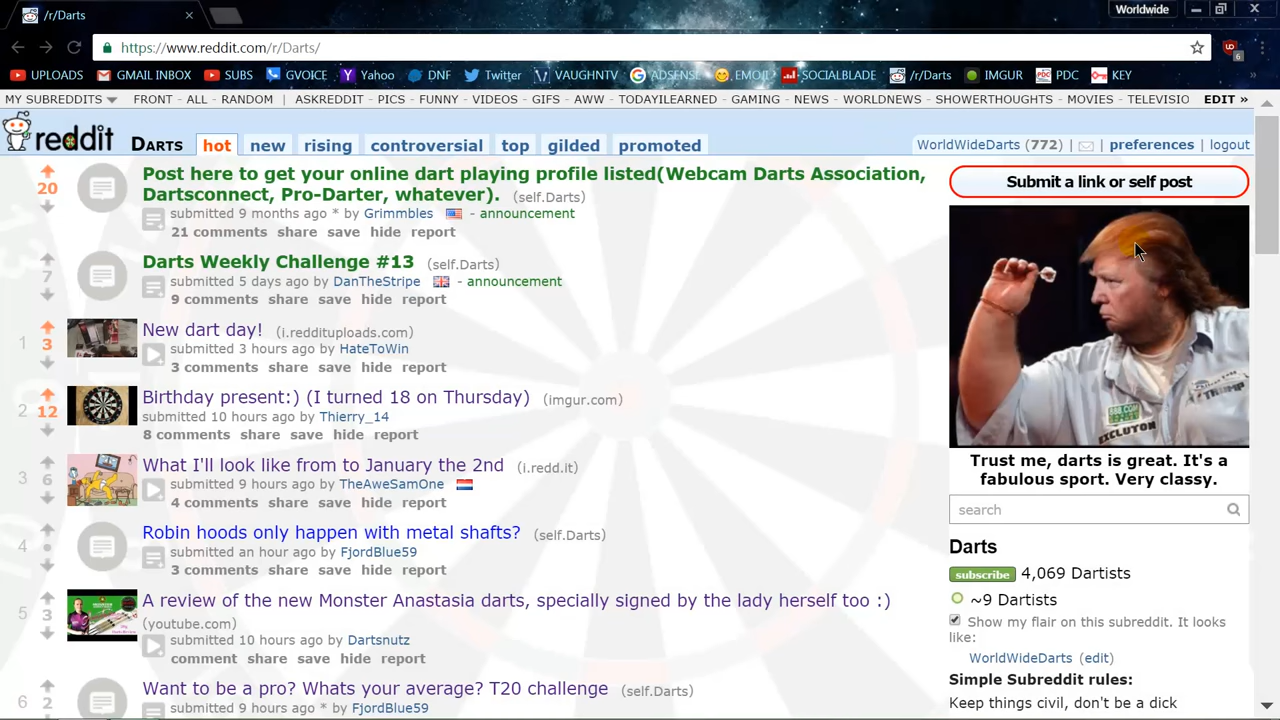 /r/Darts
Worldwide
https://www.reddit.com/r/Darts/
UPLOADS GMAIL INBOX SUBS GVOICE Yahoo DNF Twitter VAUGHNTV ADSENSE EMOJI SOCIALBLADE /r/Darts IMGUR PDC KEY
MY SUBREDDITS FRONT - ALL - RANDOM | ASKREDDIT - PICS - FUNNY - VIDEOS - GIFS - AWW - TODAYILEARNED - GAMING - NEWS - WORLDNEWS - SHOWERTHOUGHTS - MOVIES - TELEVISIO EDIT »
reddit DARTS hot new rising controversial top gilded promoted
WorldWideDarts (772) | preferences | logout
20
Post here to get your online dart playing profile listed(Webcam Darts Association,
Dartsconnect, Pro-Darter, whatever). (self.Darts)
submitted 9 months ago * by Grimmbles - announcement
21 comments share save hide report
7
Darts Weekly Challenge #13 (self.Darts)
submitted 5 days ago by DanTheStripe - announcement
9 comments share save hide report
1 3
New dart day! (i.reddituploads.com)
submitted 3 hours ago by HateToWin
3 comments share save hide report
2 12
Birthday present:) (I turned 18 on Thursday) (imgur.com)
submitted 10 hours ago by Thierry_14
8 comments share save hide report
3 6
What I'll look like from to January the 2nd (i.redd.it)
submitted 9 hours ago by TheAweSamOne
4 comments share save hide report
4 •
Robin hoods only happen with metal shafts? (self.Darts)
submitted an hour ago by FjordBlue59
3 comments share save hide report
5 3
A review of the new Monster Anastasia darts, specially signed by the lady herself too :)
(youtube.com)
submitted 10 hours ago by Dartsnutz
comment share save hide report
6 2
Want to be a pro? Whats your average? T20 challenge (self.Darts)
submitted 9 hours ago * by FjordBlue59
Submit a link or self post
TRUMP
888.COM
EXCLUTON
Trust me, darts is great. It's a
fabulous sport. Very classy.
search
Darts
subscribe 4,069 Dartists
~9 Dartists
Show my flair on this subreddit. It looks
like:
WorldWideDarts (edit)
Simple Subreddit rules:
Keep things civil, don't be a dick